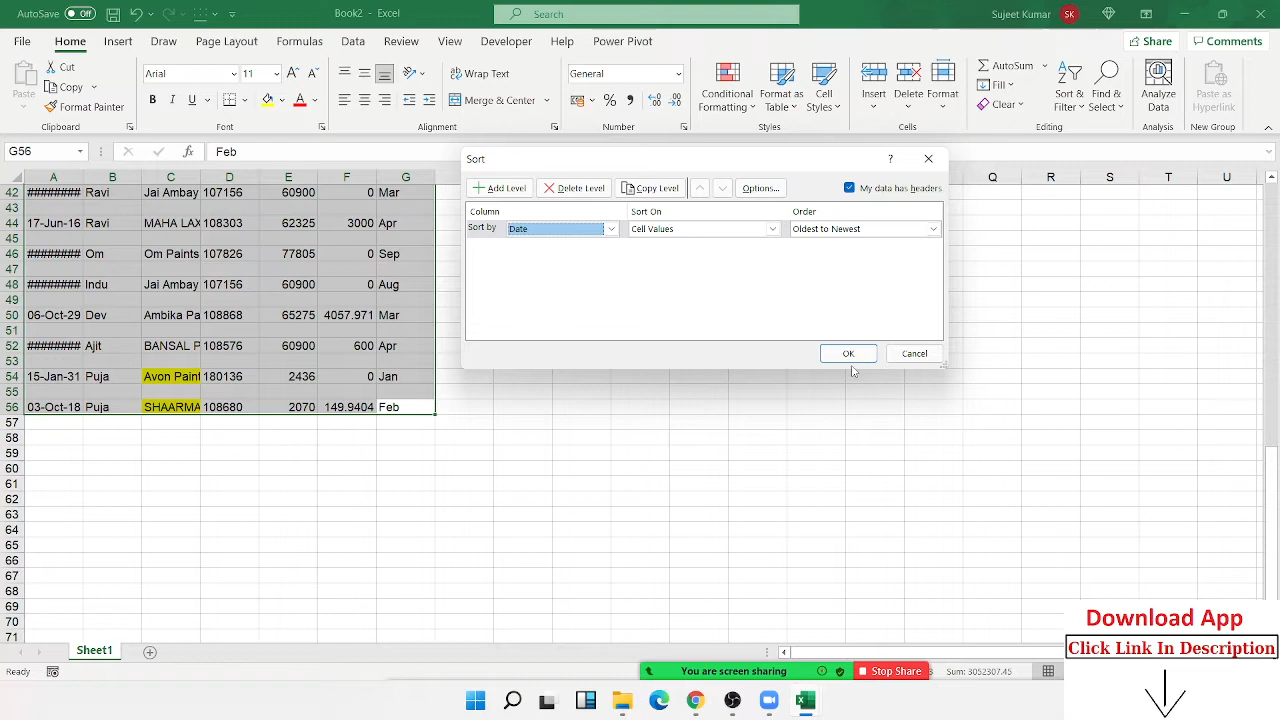 AutoSave Off Book2 - Excel Search Sujeet Kumar SK
File Home Insert Draw Page Layout Formulas Data Review View Developer Help Power Pivot Share Comments
Paste Cut Copy Format Painter
Arial 11 B I U A
Wrap Text Merge & Center
General % ,
Conditional Formatting Format as Table Cell Styles
Insert Delete Format
AutoSum Fill Clear Sort & Filter Find & Select
Analyze Data
Paste as Hyperlink
Clipboard Font Alignment Number Styles Cells Editing Analysis New Group
G56 fx Feb
Sort ?
Add Level Delete Level Copy Level Options... My data has headers
Column Sort On Order
Sort by Date Cell Values Oldest to Newest
OK Cancel
A B C D E F G Q R S T U
42 ######## Ravi Jai Ambay 107156 60900 0 Mar
43
44 17-Jun-16 Ravi MAHA LAX 108303 62325 3000 Apr
45
46 ######## Om Om Paints 107826 77805 0 Sep
47
48 ######## Indu Jai Ambay 107156 60900 0 Aug
49
50 06-Oct-29 Dev Ambika Pa 108868 65275 4057.971 Mar
51
52 ######## Ajit BANSAL P 108576 60900 600 Apr
53
54 15-Jan-31 Puja Avon Paint 180136 2436 0 Jan
55
56 03-Oct-18 Puja SHAARMA 108680 2070 149.9404 Feb
57
58
59
60
61
62
63
64
65
66
67
68
69
70
71
Sheet1
Ready You are screen sharing Stop Share 3 Sum: 3052307.45
Download App
Click Link In Description